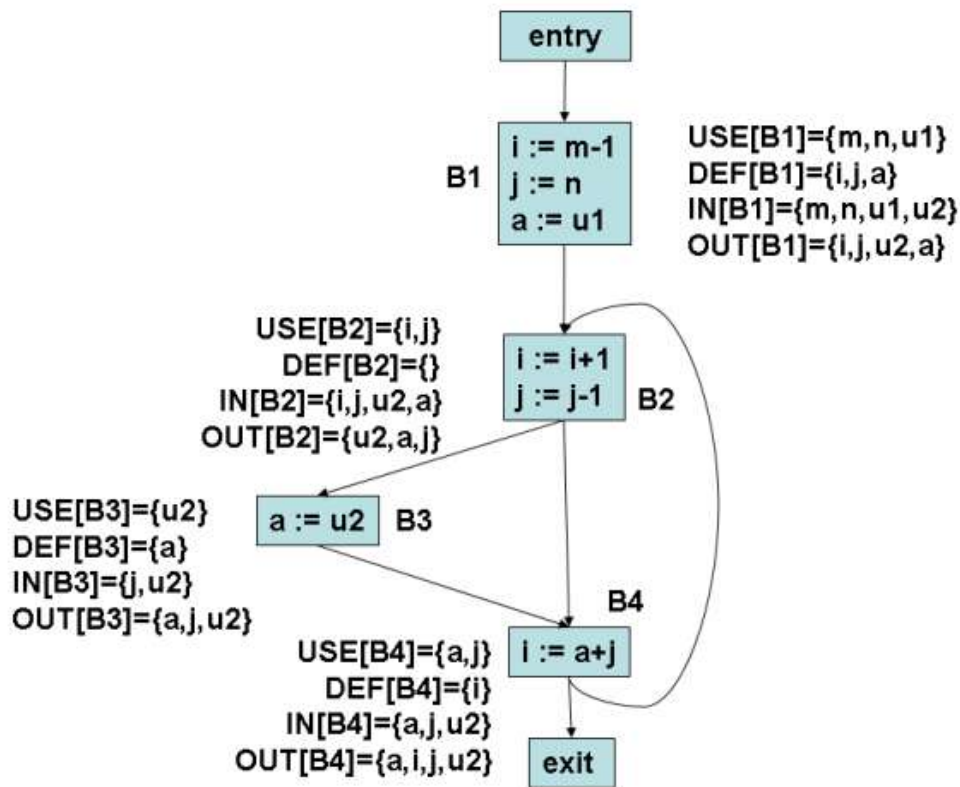 entry
B1
i := m-1
j := n
a := u1
USE[B1]={m,n,u1}
DEF[B1]={i,j,a}
IN[B1]={m,n,u1,u2}
OUT[B1]={i,j,u2,a}
USE[B2]={i,j}
DEF[B2]={}
IN[B2]={i,j,u2,a}
OUT[B2]={u2,a,j}
i := i+1
j := j-1
B2
USE[B3]={u2}
DEF[B3]={a}
IN[B3]={j,u2}
OUT[B3]={a,j,u2}
a := u2
B3
B4
USE[B4]={a,j}
DEF[B4]={i}
IN[B4]={a,j,u2}
OUT[B4]={a,i,j,u2}
i := a+j
exit